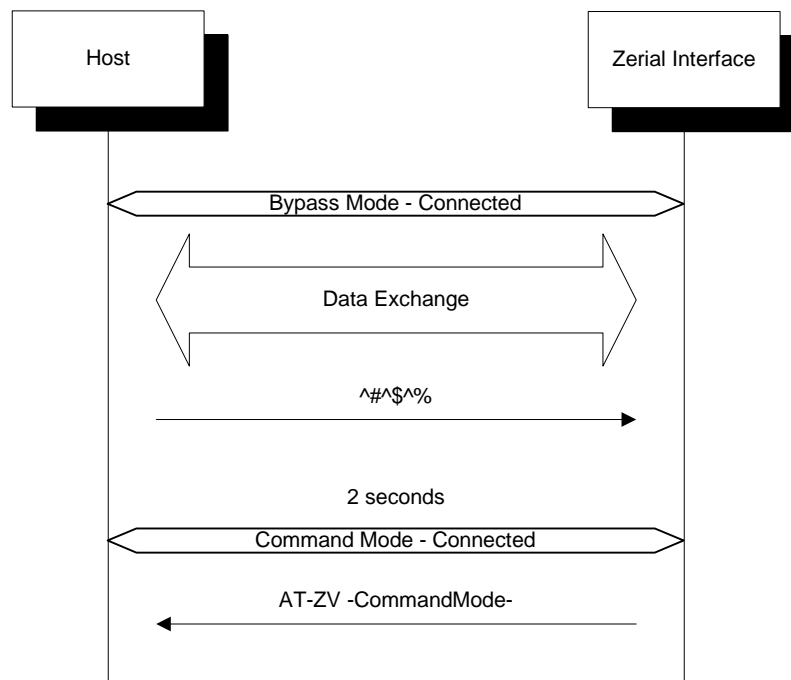 Host
Zerial Interface
Bypass Mode - Connected
Data Exchange
^#^$^%
2 seconds
Command Mode - Connected
AT-ZV -CommandMode-